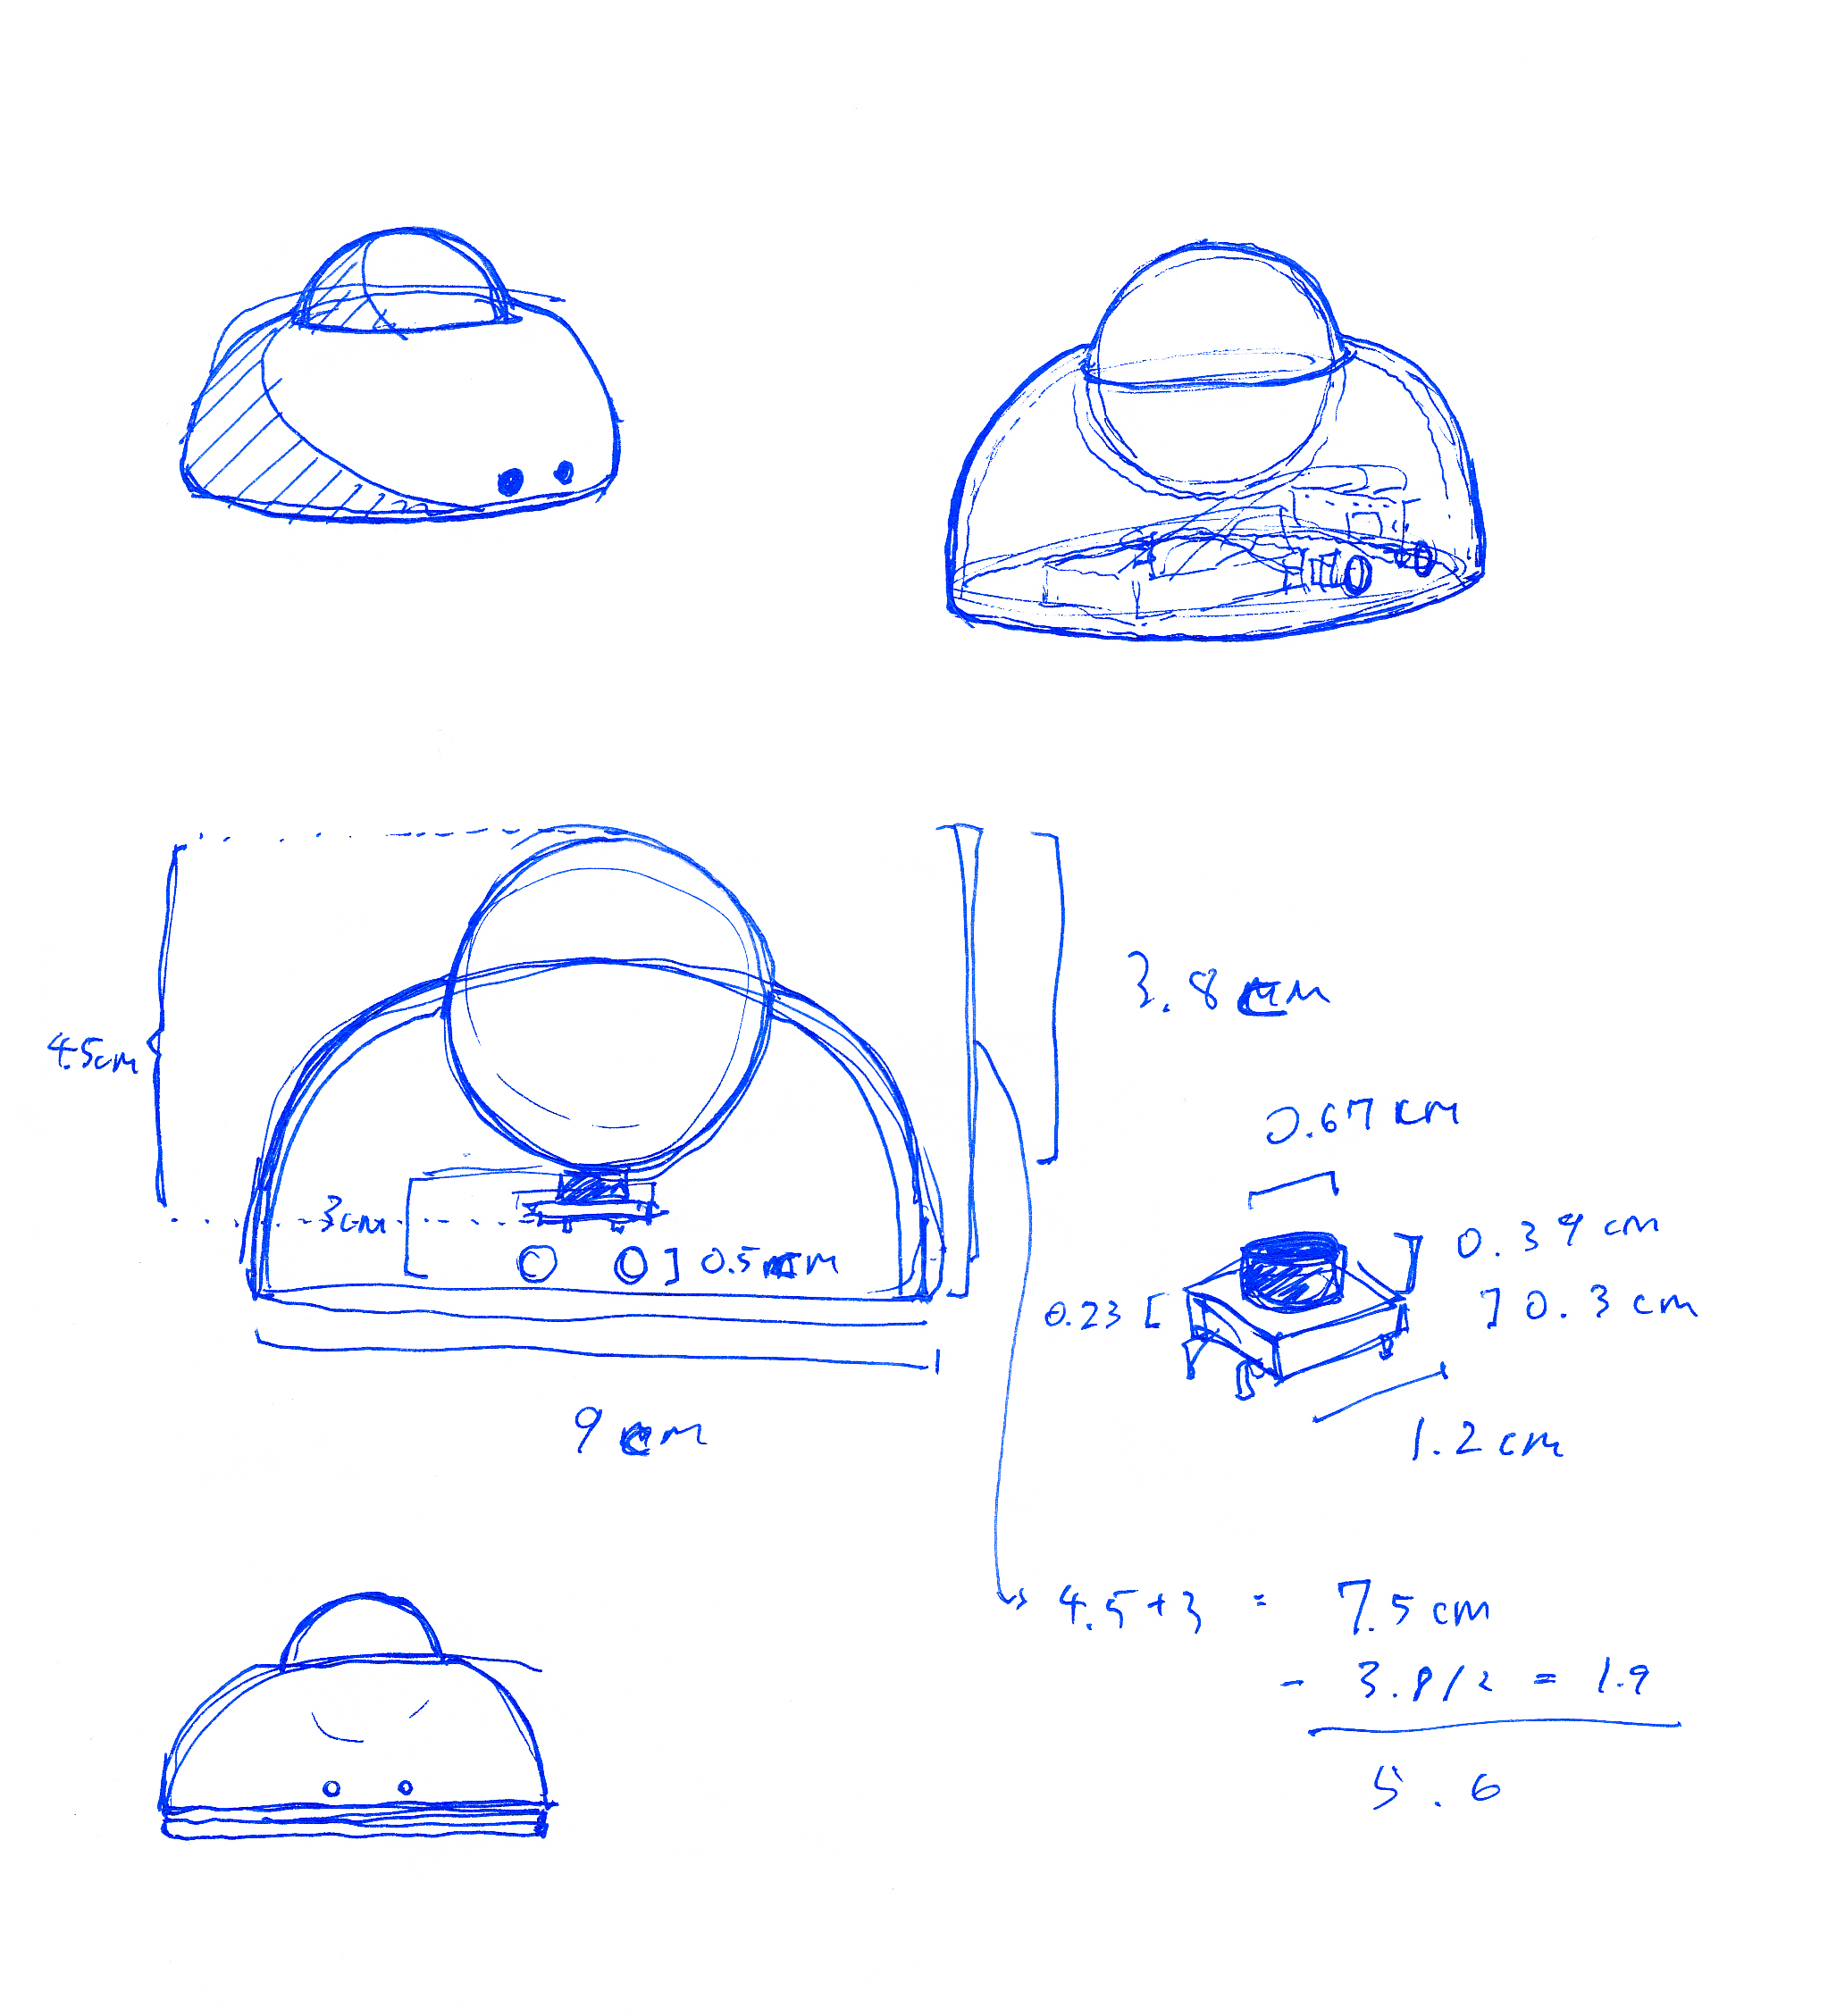 3.8cm
4.5cm
0.67cm
3cm
0.5cm
0.39cm
0.23
0.3cm
9cm
1.2cm
4.5+3 = 7.5cm
- 3.8/2 = 1.9
5.6